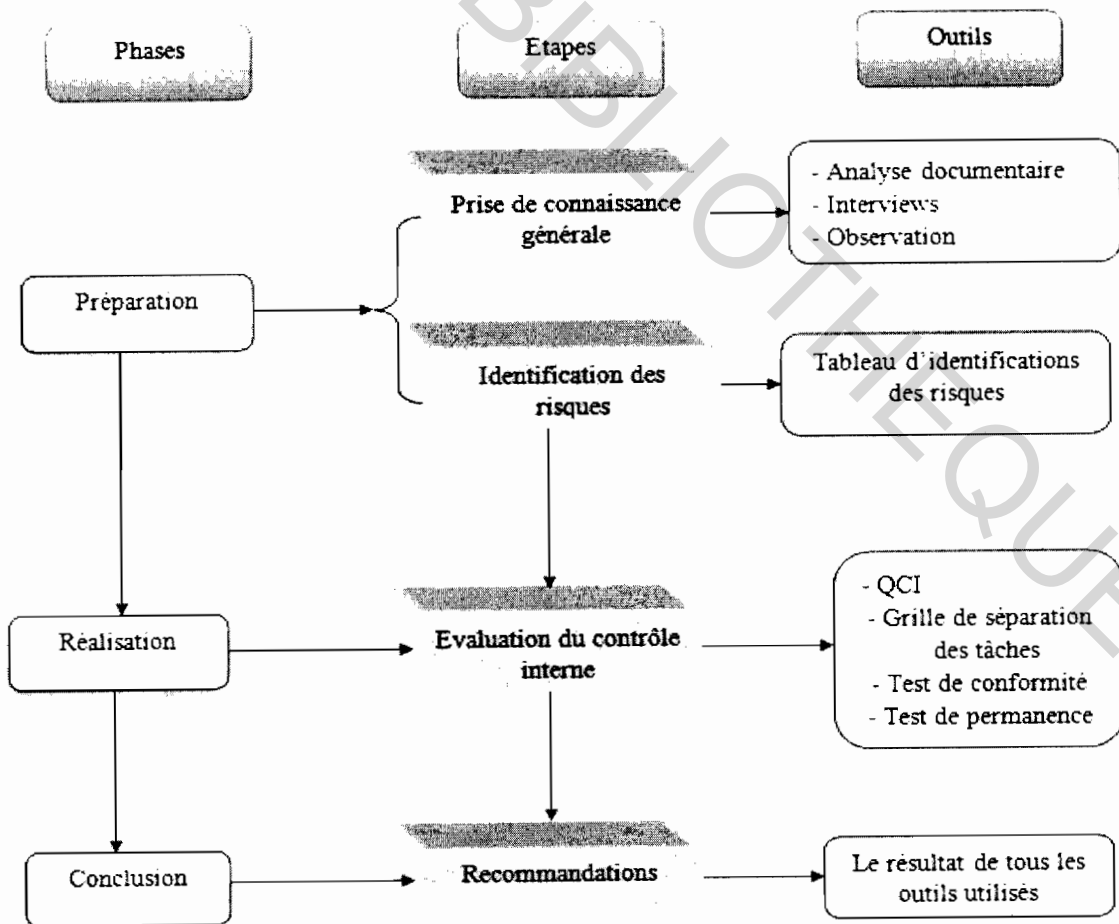 Phases
Etapes
Outils
Prise de connaissance
générale
- Analyse documentaire
- Interviews
- Observation
Préparation
Identification des
risques
Tableau d'identifications
des risques
Réalisation
Evaluation du contrôle
interne
- QCI
- Grille de séparation
des tâches
- Test de conformité
- Test de permanence
Conclusion
Recommandations
Le résultat de tous les
outils utilisés
BIBLIOTHEQUE